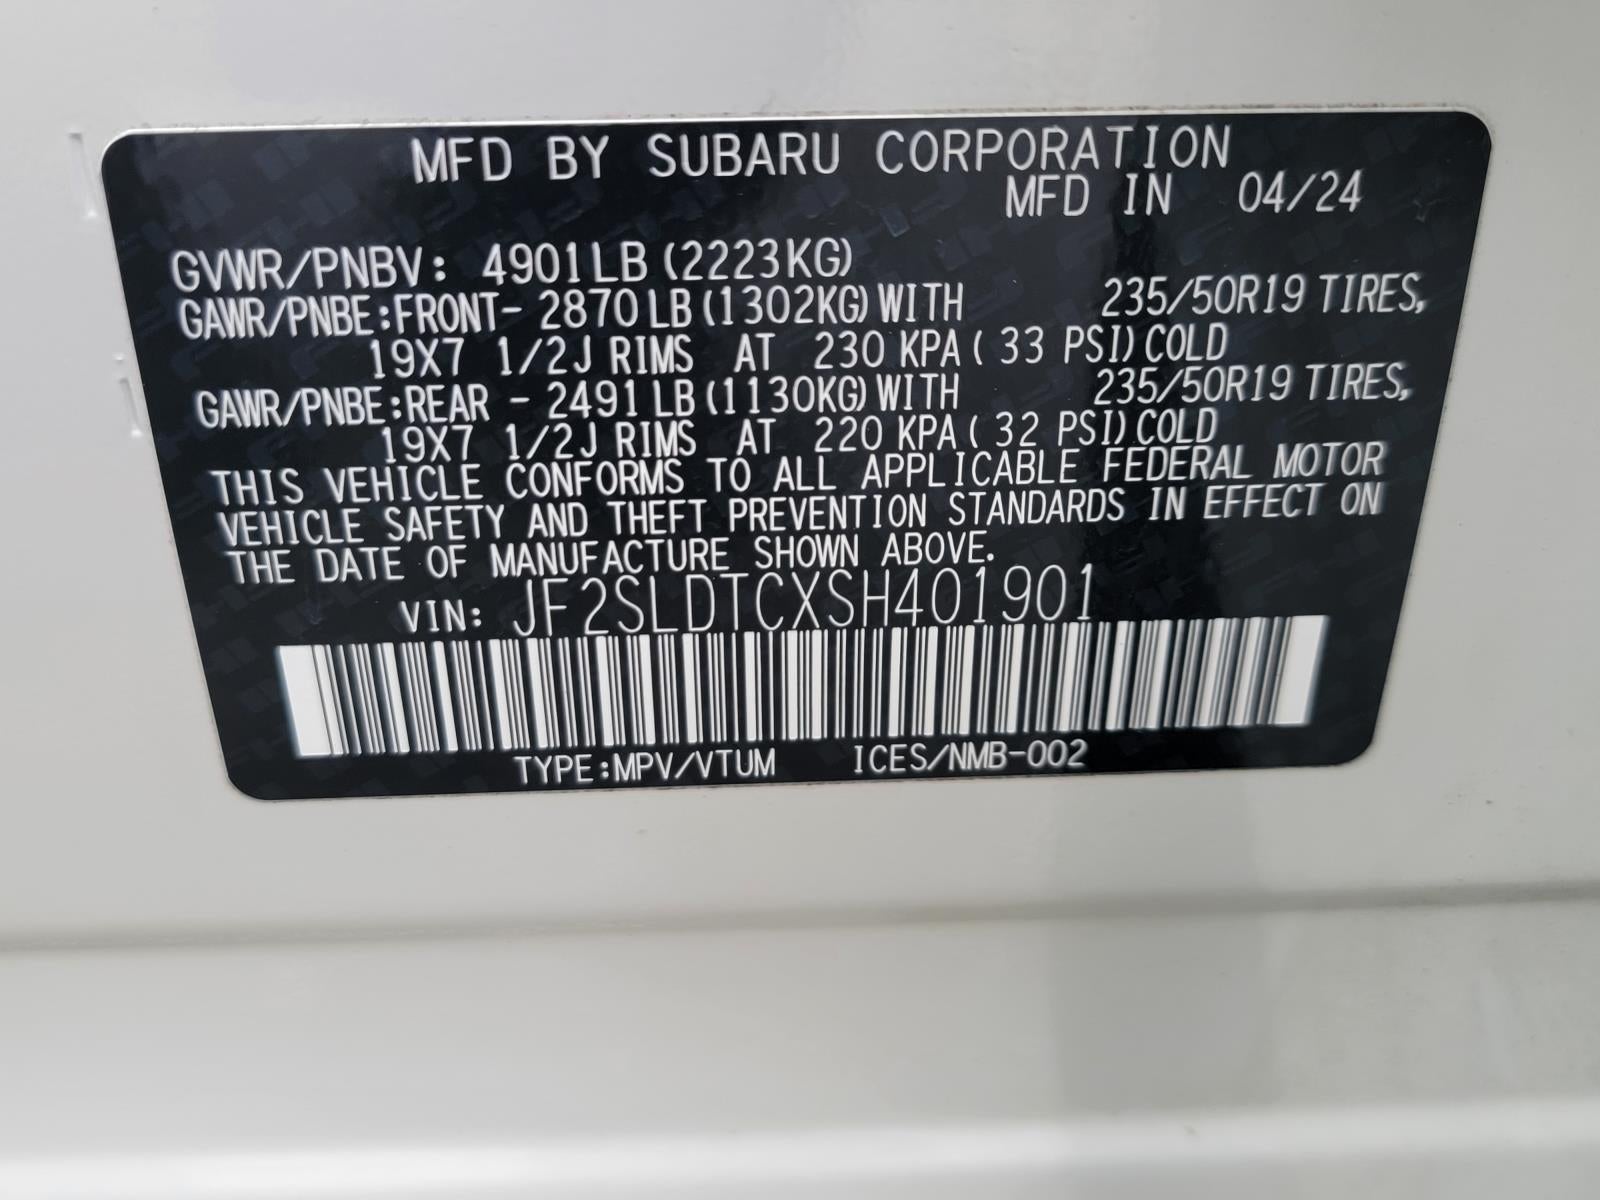 MFD BY SUBARU CORPORATION
MFD IN 04/24
GVWR/PNBV: 4901LB (2223KG)
GAWR/PNBE:FRONT- 2870LB (1302KG) WITH 235/50R19 TIRES,
19X7 1/2J RIMS AT 230 KPA ( 33 PSI) COLD
GAWR/PNBE:REAR - 2491LB (1130KG) WITH 235/50R19 TIRES,
19X7 1/2J RIMS AT 220 KPA ( 32 PSI) COLD
THIS VEHICLE CONFORMS TO ALL APPLICABLE FEDERAL MOTOR
VEHICLE SAFETY AND THEFT PREVENTION STANDARDS IN EFFECT ON
THE DATE OF MANUFACTURE SHOWN ABOVE.
VIN: JF2SLDTCXSH401901
TYPE:MPV/VTUM ICES/NMB-002